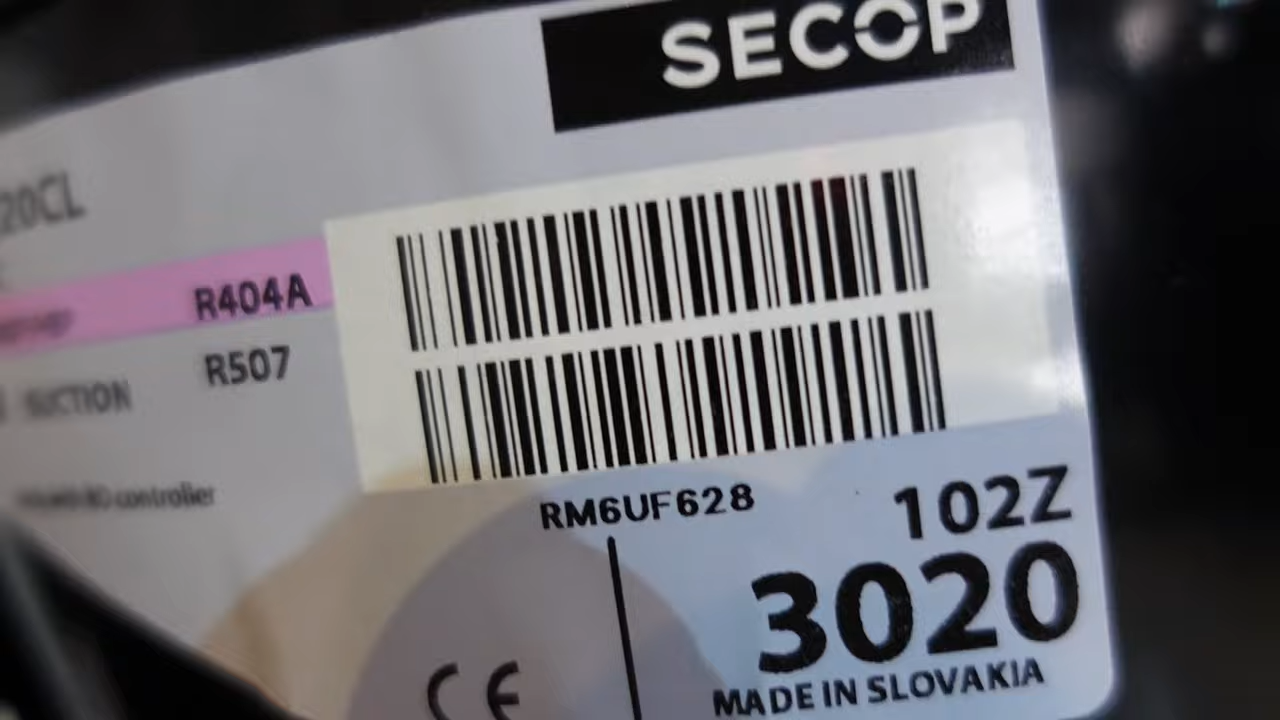 SECOP
20CL
R404A
R507
SUCTION
controller
RM6UF628
102Z
3020
CE
MADE IN SLOVAKIA